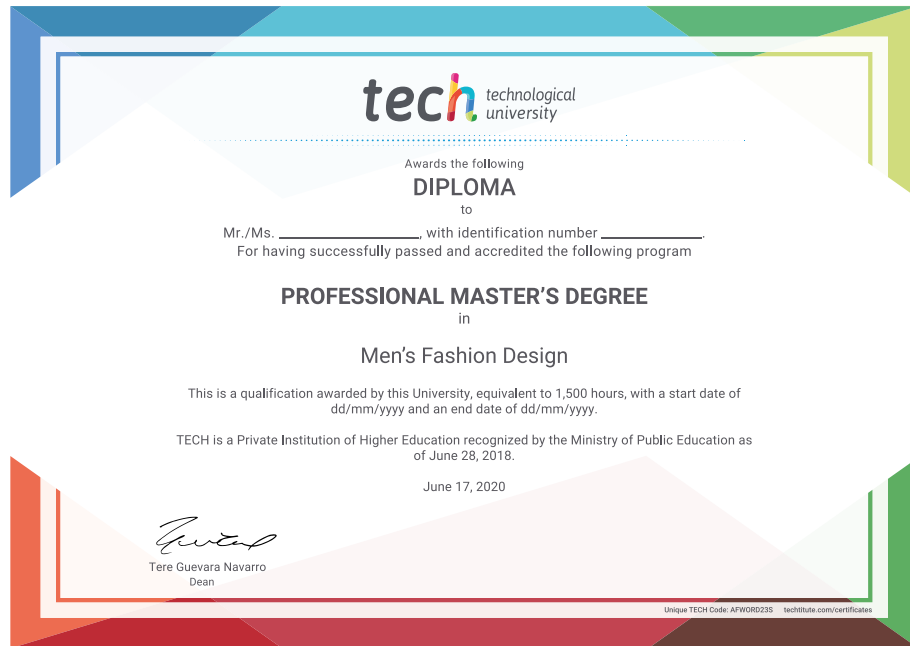 tech technological
university
Awards the following
DIPLOMA
to
Mr./Ms. ____________________, with identification number ______________.
For having successfully passed and accredited the following program
PROFESSIONAL MASTER'S DEGREE
in
Men's Fashion Design
This is a qualification awarded by this University, equivalent to 1,500 hours, with a start date of
dd/mm/yyyy and an end date of dd/mm/yyyy.
TECH is a Private Institution of Higher Education recognized by the Ministry of Public Education as
of June 28, 2018.
June 17, 2020
Tere Guevara Navarro
Dean
Unique TECH Code: AFWORD23S techtitute.com/certificates